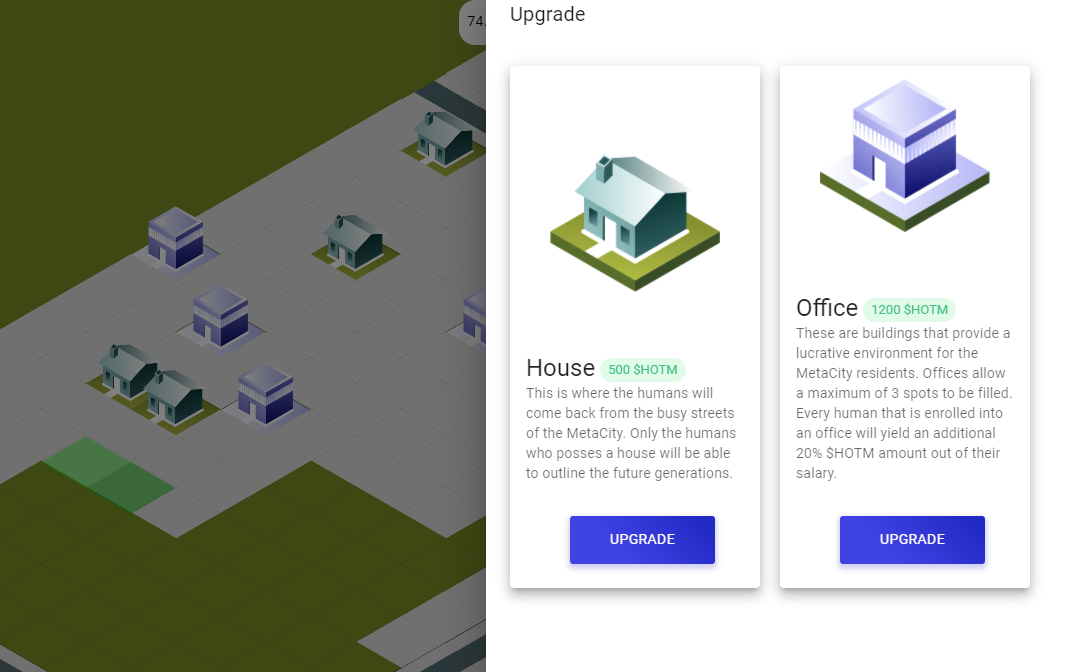 74.
Upgrade
House 500 $HOTM
This is where the humans will
come back from the busy streets
of the MetaCity. Only the humans
who posses a house will be able
to outline the future generations.
UPGRADE
Office 1200 $HOTM
These are buildings that provide a
lucrative environment for the
MetaCity residents. Offices allow
a maximum of 3 spots to be filled.
Every human that is enrolled into
an office will yield an additional
20% $HOTM amount out of their
salary.
UPGRADE